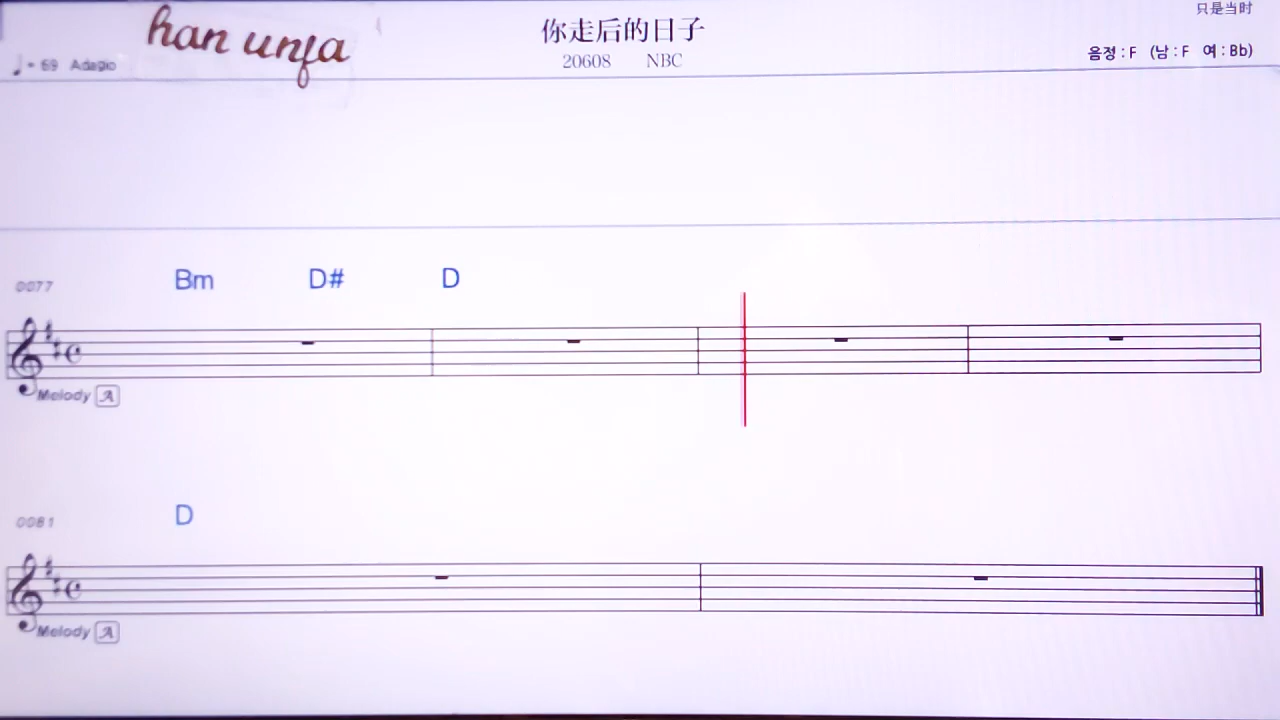 只是当时
han unfa
你走后的日子
♩= 69 Adagio
20608 NBC
음정 : F (남 : F 여 : Bb)
0077 Bm D# D
Melody A
0081 D
Melody A